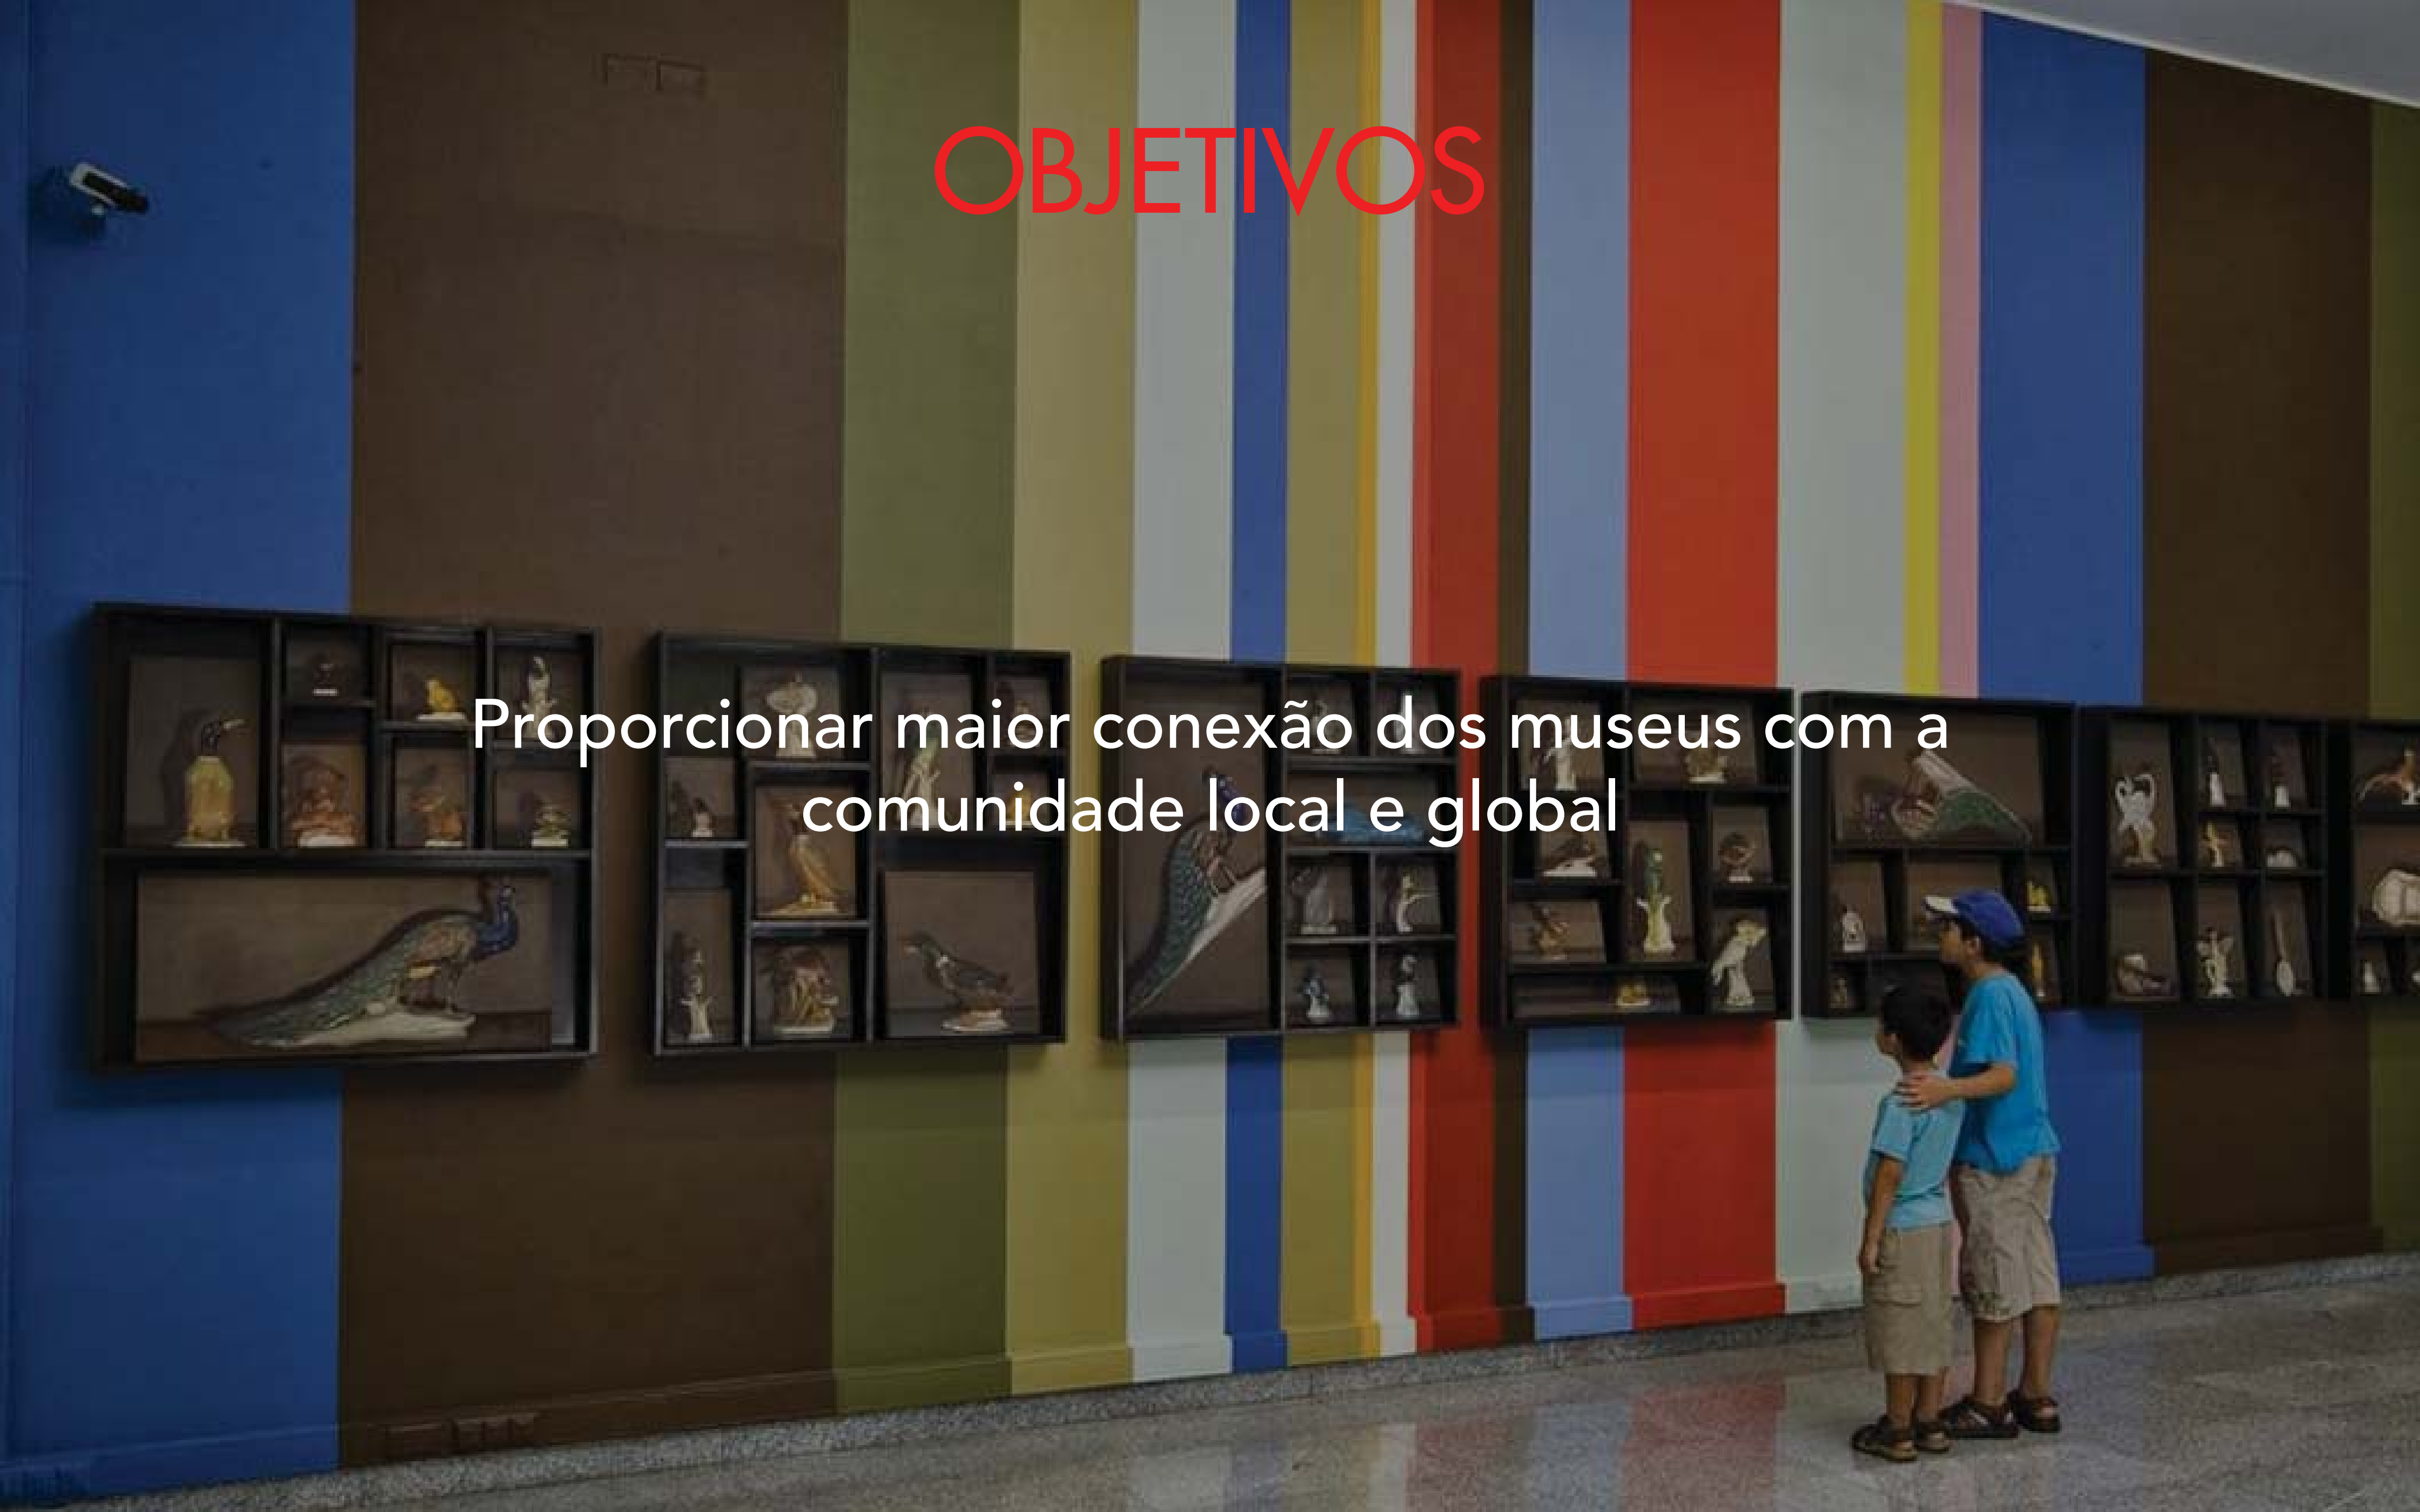 OBJETIVOS
Proporcionar maior conexão dos museus com a
comunidade local e global